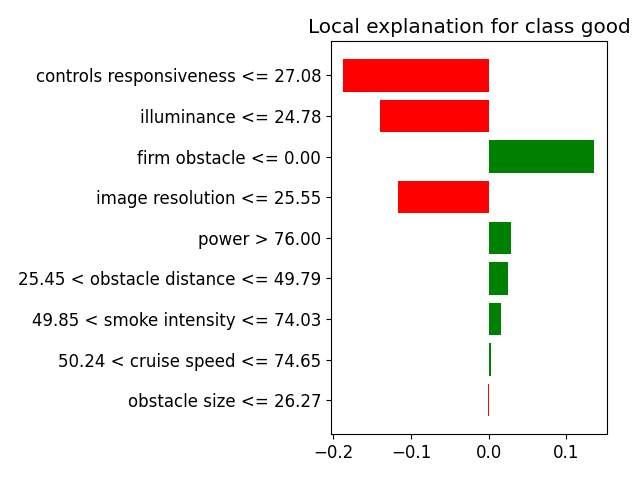 Local explanation for class good
controls responsiveness <= 27.08
illuminance <= 24.78
firm obstacle <= 0.00
image resolution <= 25.55
power > 76.00
25.45 < obstacle distance <= 49.79
49.85 < smoke intensity <= 74.03
50.24 < cruise speed <= 74.65
obstacle size <= 26.27
−0.2 −0.1 0.0 0.1